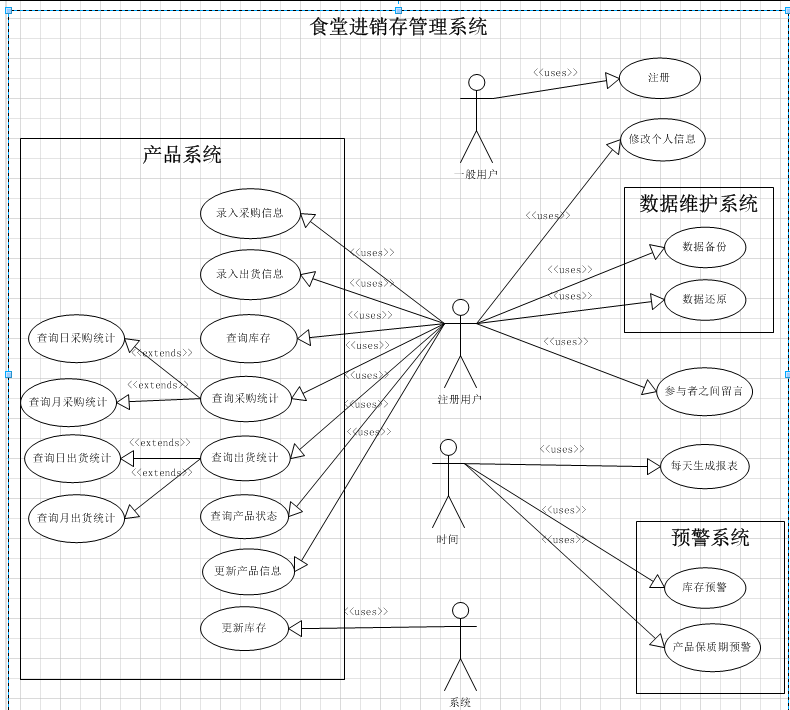 食堂进销存管理系统
<<uses>>
注册
一般用户
修改个人信息
<<uses>>
产品系统
录入采购信息
<<uses>>
录入出货信息
<<uses>>
查询库存
<<uses>>
查询采购统计
<<uses>>
查询出货统计
<<uses>>
查询产品状态
<<uses>>
更新产品信息
<<uses>>
更新库存
<<uses>>
查询日采购统计
<<extends>>
查询月采购统计
<<extends>>
查询日出货统计
<<extends>>
查询月出货统计
<<extends>>
注册用户
数据维护系统
数据备份
<<uses>>
数据还原
<<uses>>
<<uses>>
参与者之间留言
时间
<<uses>>
每天生成报表
预警系统
<<uses>>
库存预警
<<uses>>
产品保质期预警
系统